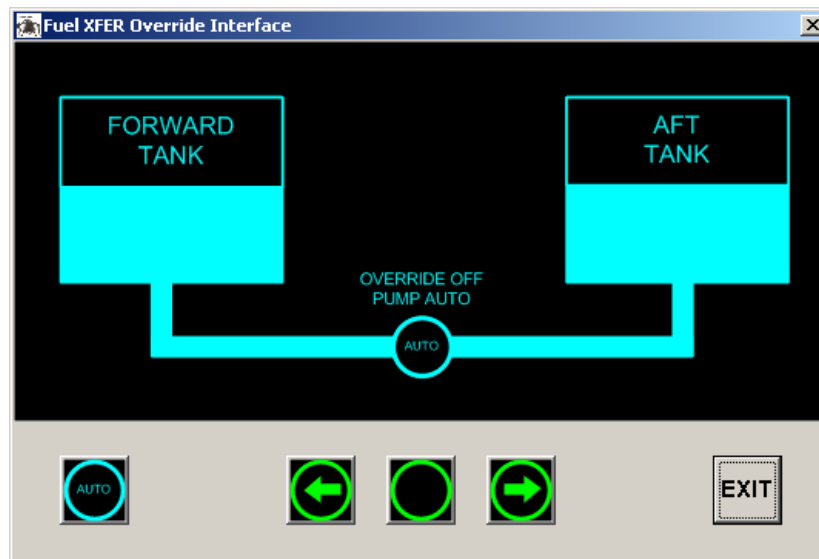 Fuel XFER Override Interface
FORWARD
TANK
AFT
TANK
OVERRIDE OFF
PUMP AUTO
AUTO
AUTO
EXIT